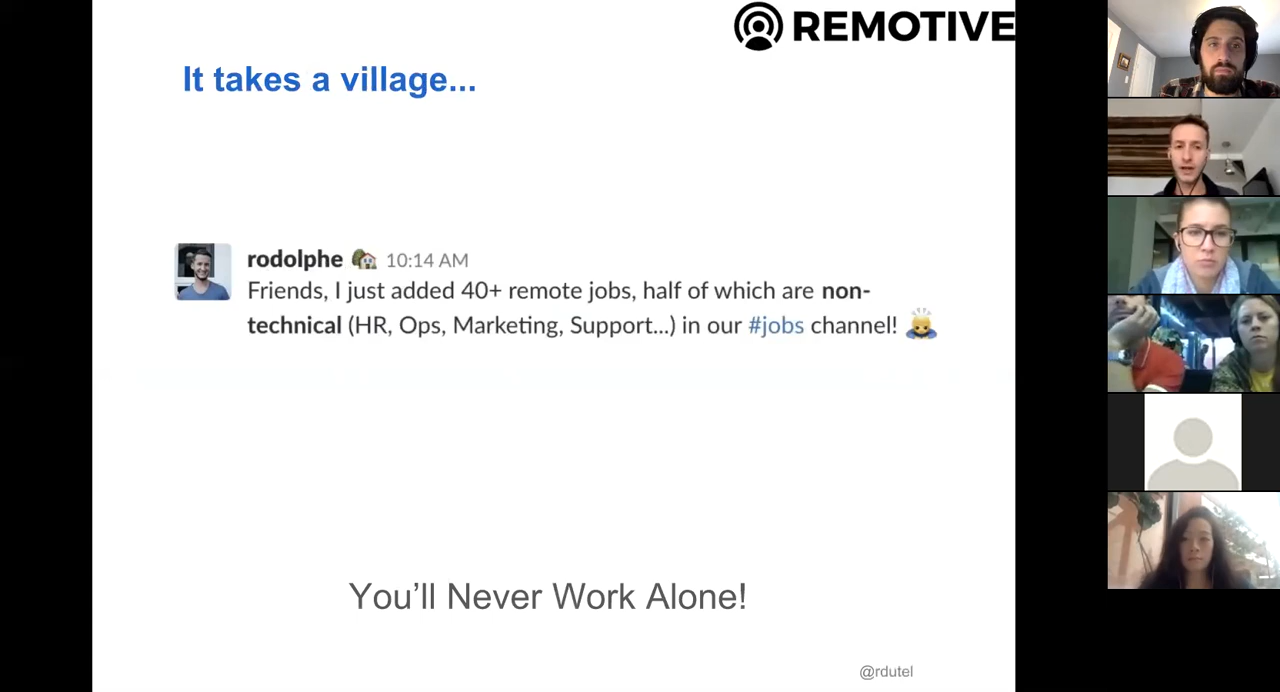 REMOTIVE
It takes a village...
rodolphe 10:14 AM
Friends, I just added 40+ remote jobs, half of which are non-
technical (HR, Ops, Marketing, Support...) in our #jobs channel!
You’ll Never Work Alone!
@rdutel